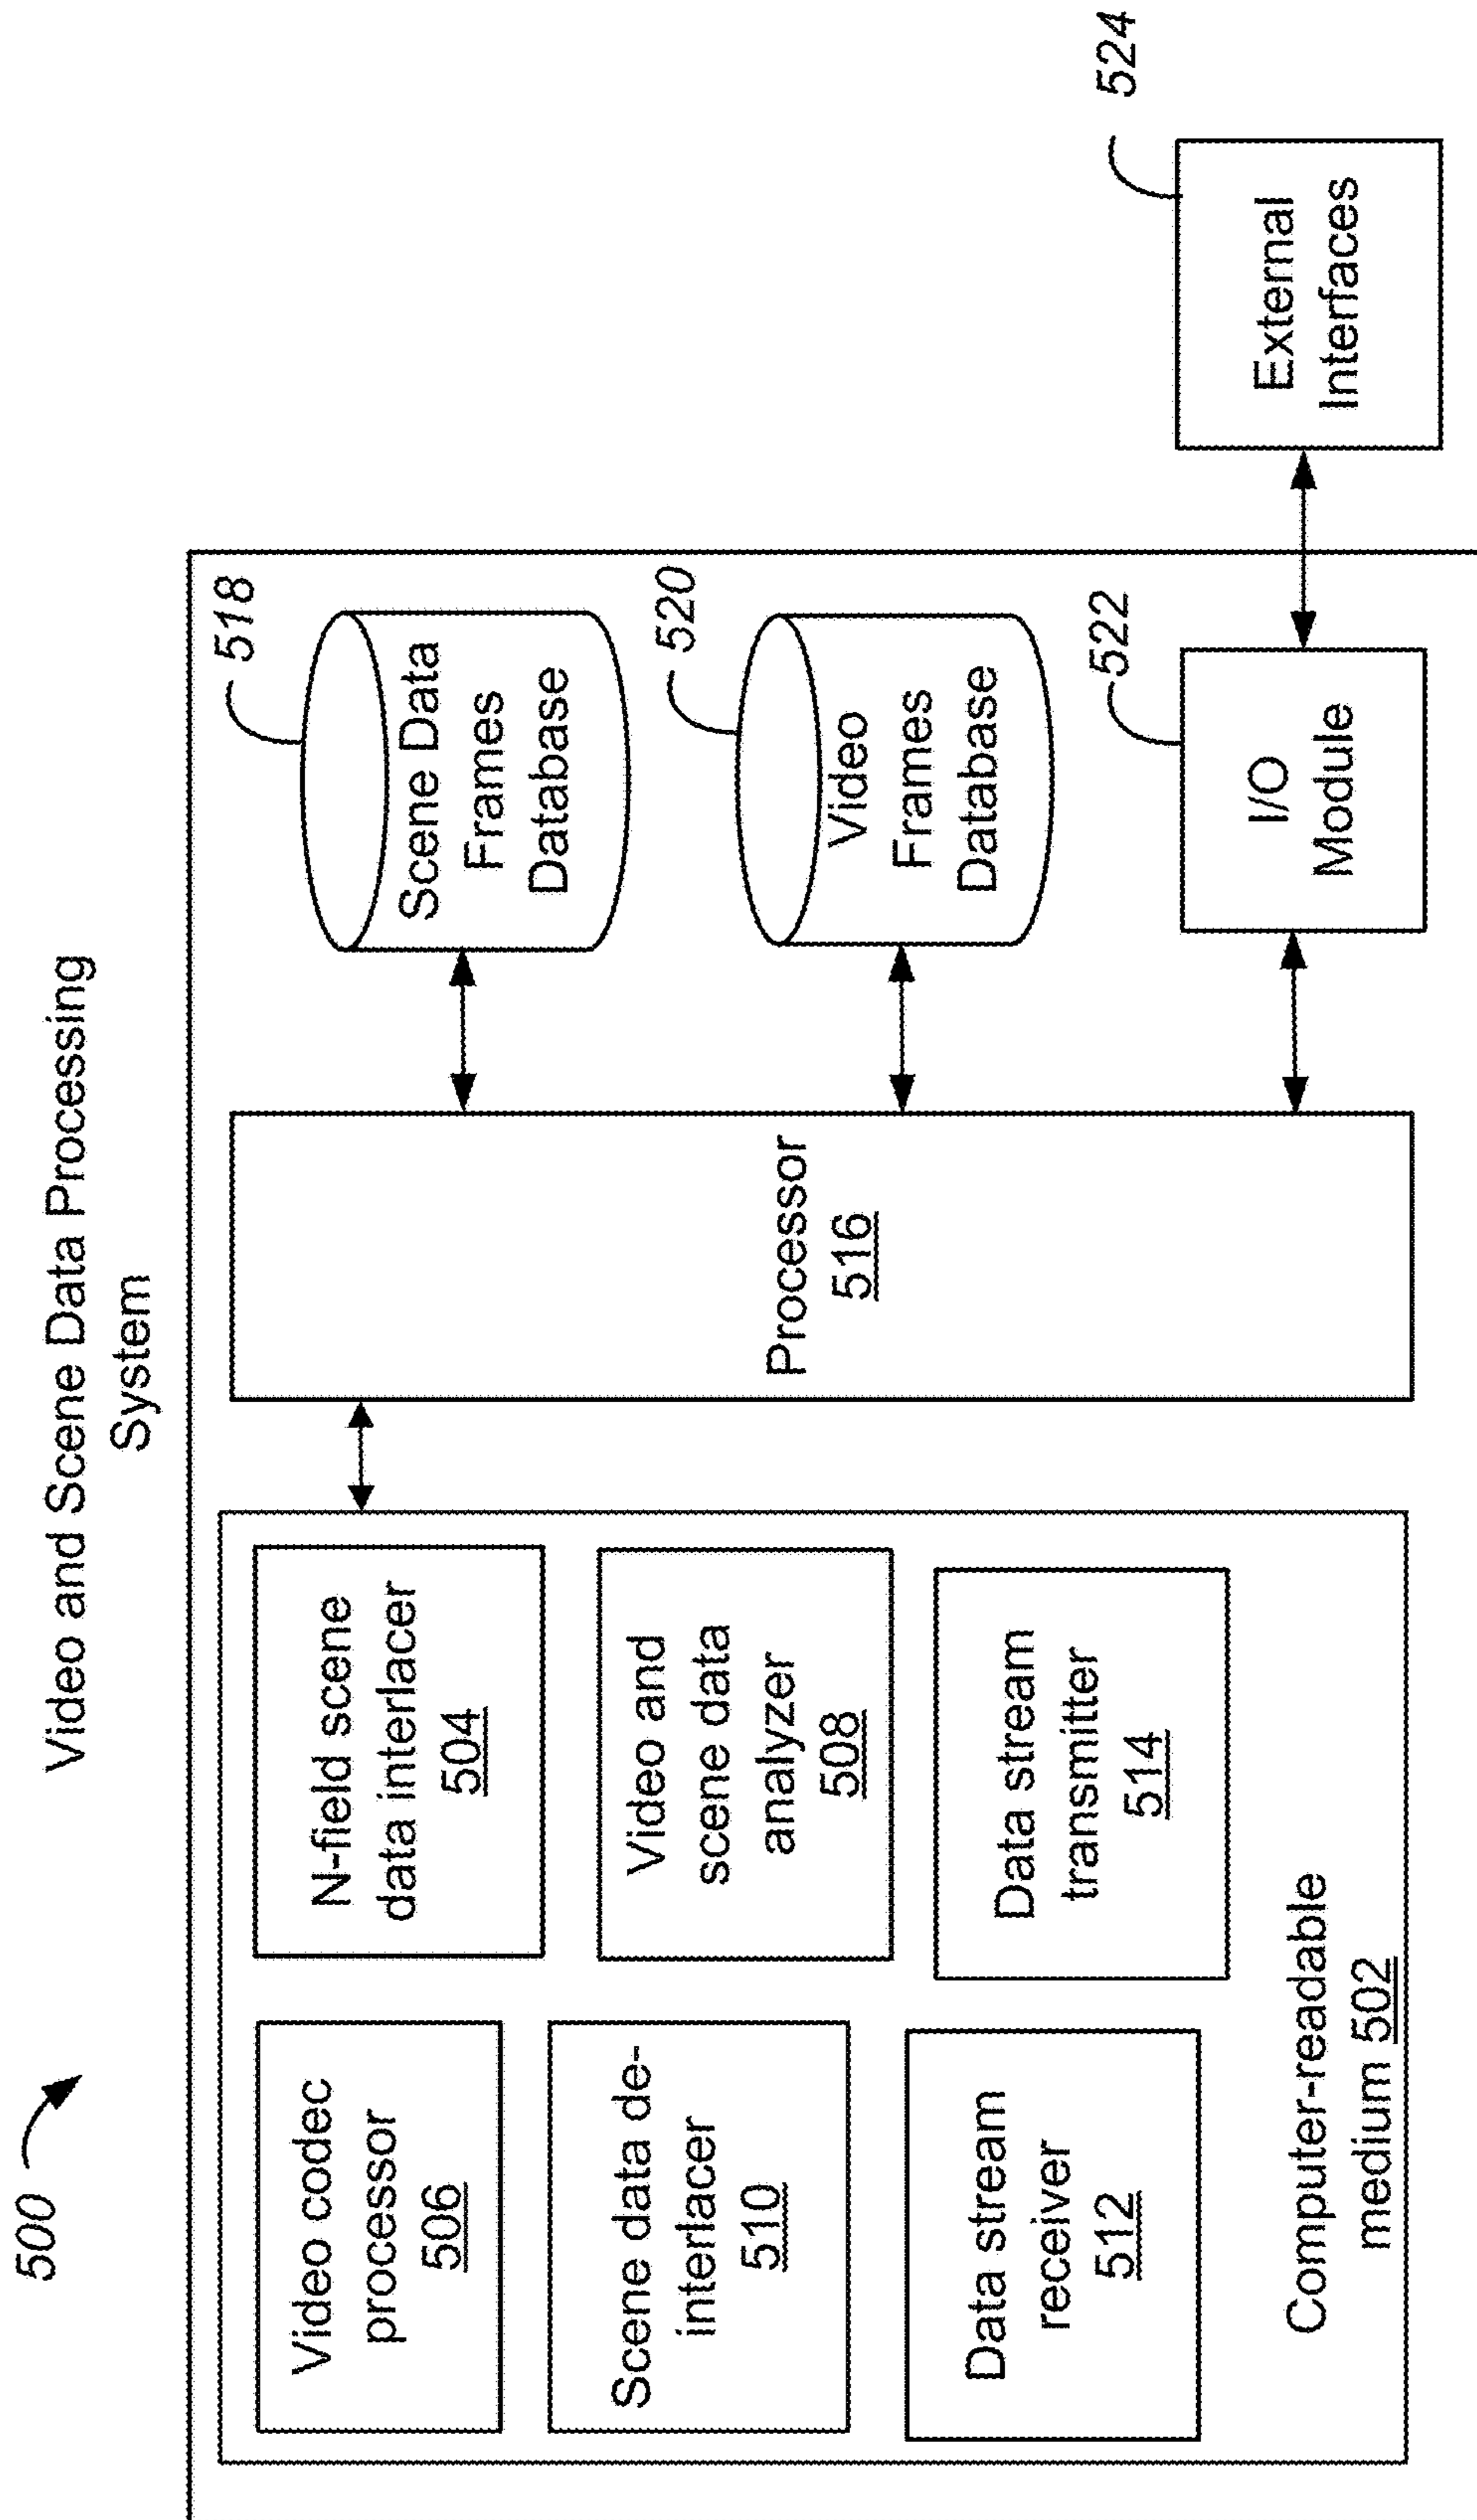 500
Video and Scene Data Processing
System
Video codec
processor
506
N-field scene
data interlacer
504
Scene data de-
interlacer
510
Video and
scene data
analyzer
508
Data stream
receiver
512
Data stream
transmitter
514
Computer-readable
medium 502
Processor
516
518
Scene Data
Frames
Database
520
Video
Frames
Database
522
I/O
Module
524
External
Interfaces